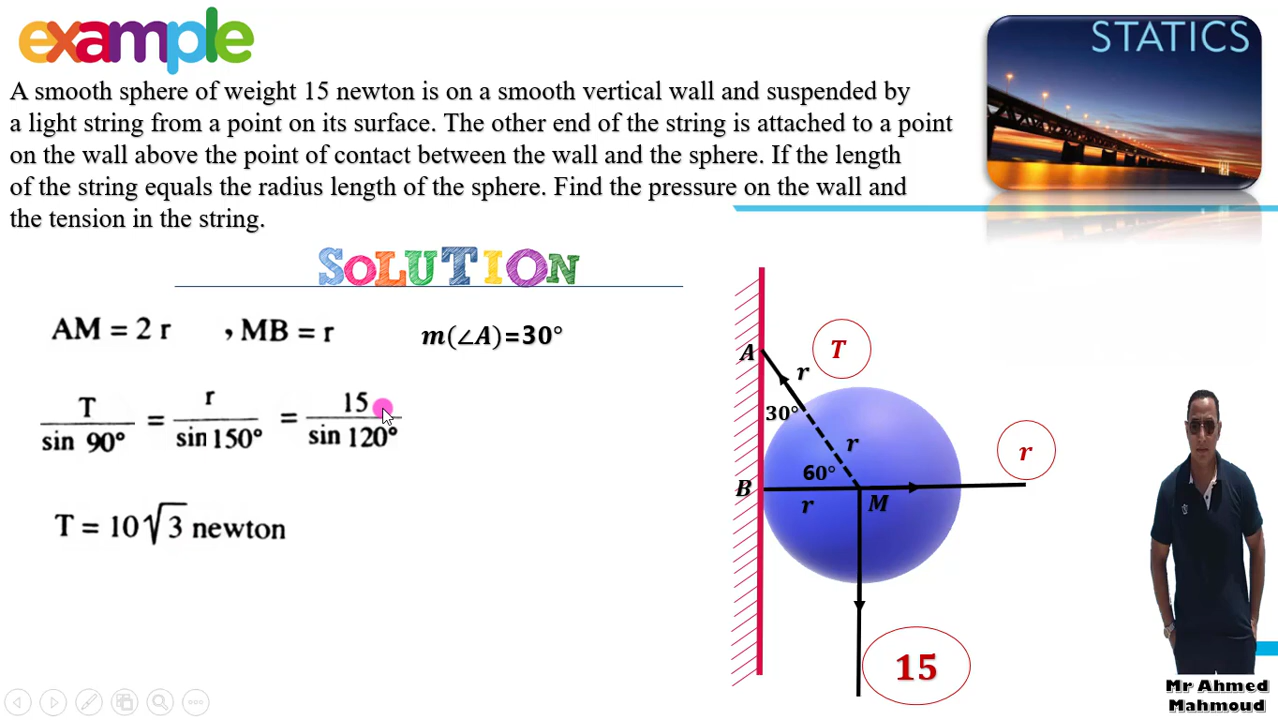 example
STATICS
A smooth sphere of weight 15 newton is on a smooth vertical wall and suspended by
a light string from a point on its surface. The other end of the string is attached to a point
on the wall above the point of contact between the wall and the sphere. If the length
of the string equals the radius length of the sphere. Find the pressure on the wall and
the tension in the string.
SOLUTION
AM = 2 r , MB = r m(∠A)=30°
T / sin 90° = r / sin 150° = 15 / sin 120°
T = 10√3 newton
A
T
r
30°
r
60°
B
r
M
r
15
Mr Ahmed
Mahmoud